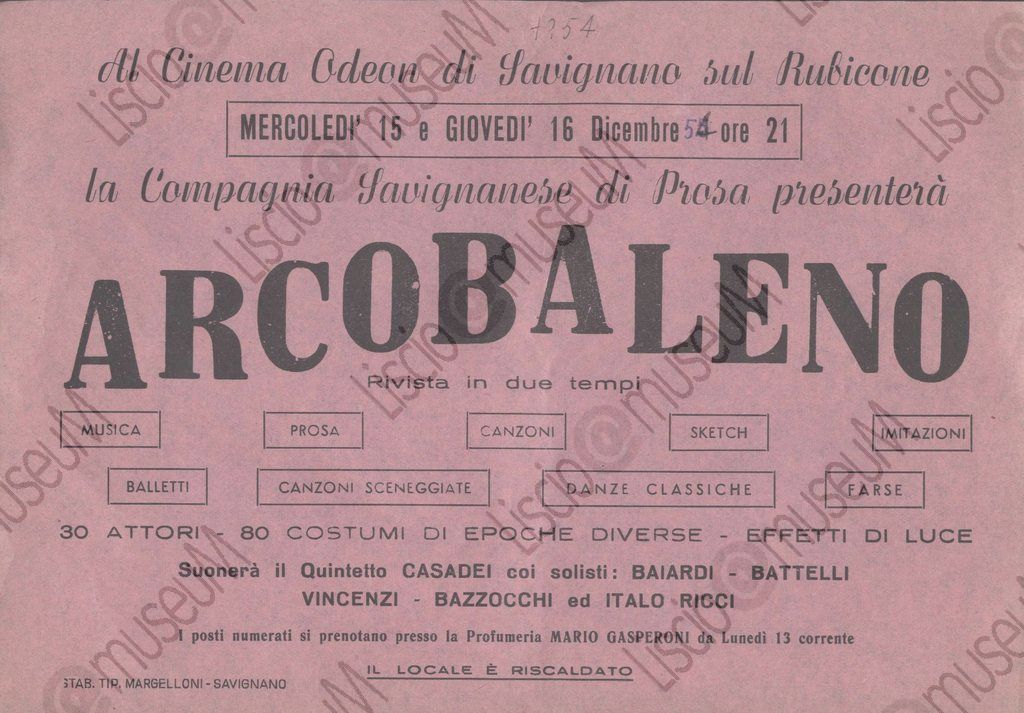 1954
Al Cinema Odeon di Savignano sul Rubicone
MERCOLEDI' 15 e GIOVEDI' 16 Dicembre 54 ore 21
la Compagnia Savignanese di Prosa presenterà
ARCOBALENO
Rivista in due tempi
MUSICA PROSA CANZONI SKETCH IMITAZIONI
BALLETTI CANZONI SCENEGGIATE DANZE CLASSICHE FARSE
30 ATTORI - 80 COSTUMI DI EPOCHE DIVERSE - EFFETTI DI LUCE
Suonerà il Quintetto CASADEI coi solisti: BAIARDI - BATTELLI
VINCENZI - BAZZOCCHI ed ITALO RICCI
I posti numerati si prenotano presso la Profumeria MARIO GASPERONI da Lunedì 13 corrente
IL LOCALE È RISCALDATO
STAB. TIP. MARGELLONI - SAVIGNANO
Liscio@museuM